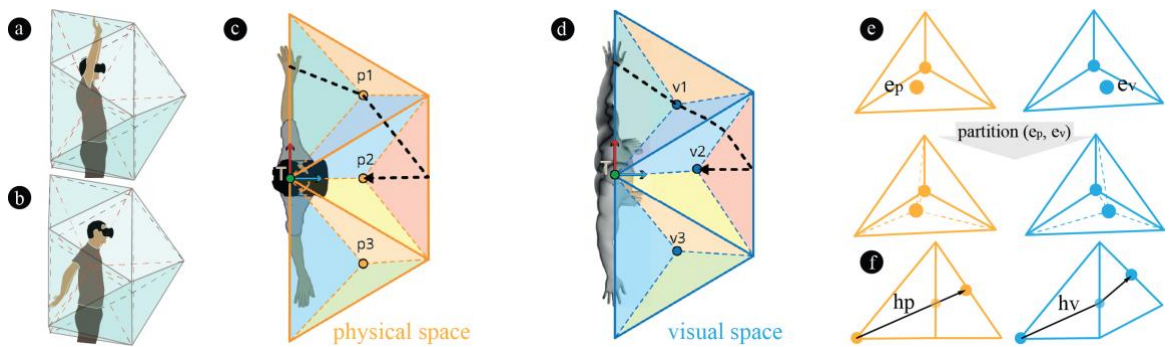 a
b
c
p1
p2
T
p3
physical space
d
v1
v2
T
v3
visual space
e
ep
ev
partition (ep, ev)
f
hp
hv